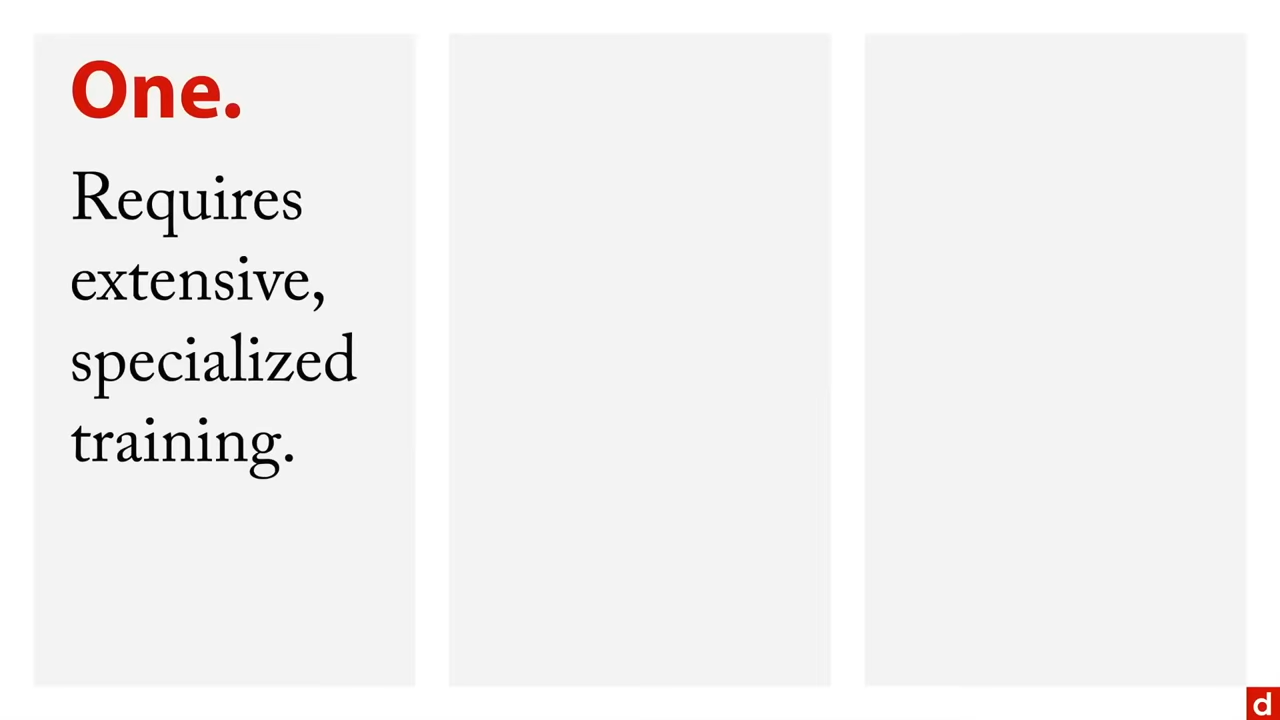 One.
Requires
extensive,
specialized
training.
d